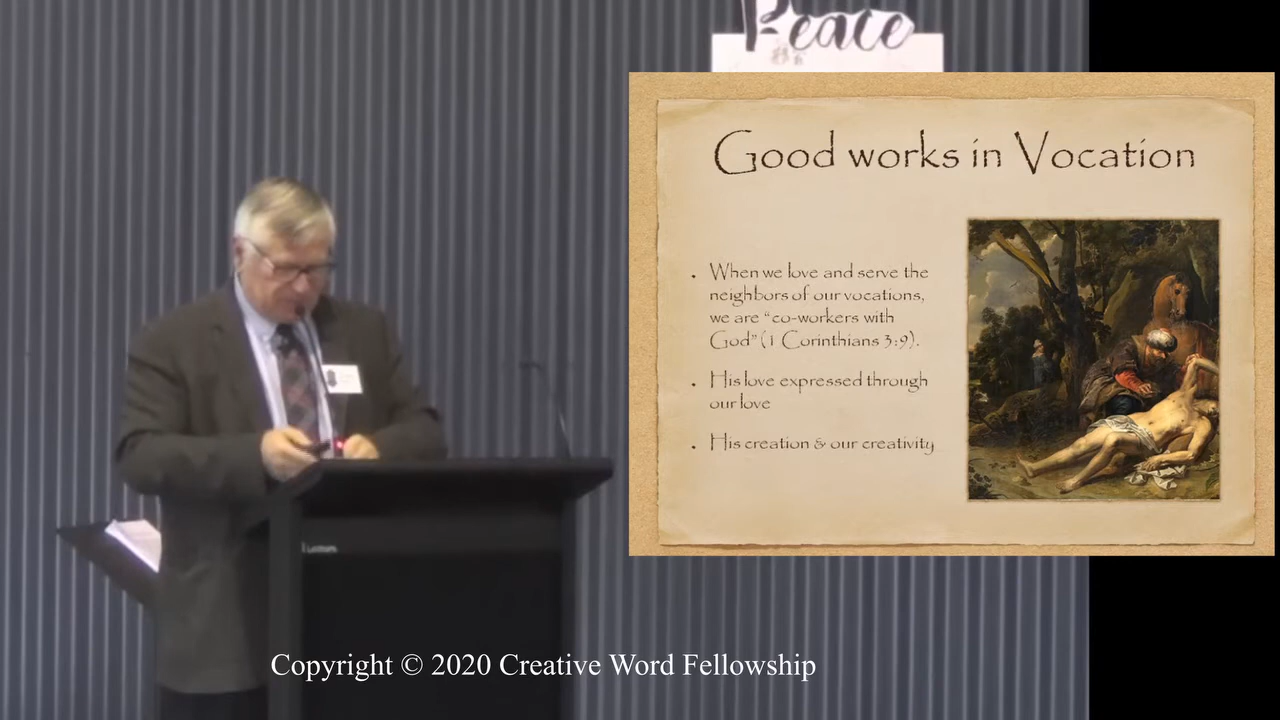 Peace
Good works in Vocation
• When we love and serve the
neighbors of our vocations,
we are “co-workers with
God” (1 Corinthians 3:9).
• His love expressed through
our love
• His creation & our creativity
Copyright © 2020 Creative Word Fellowship